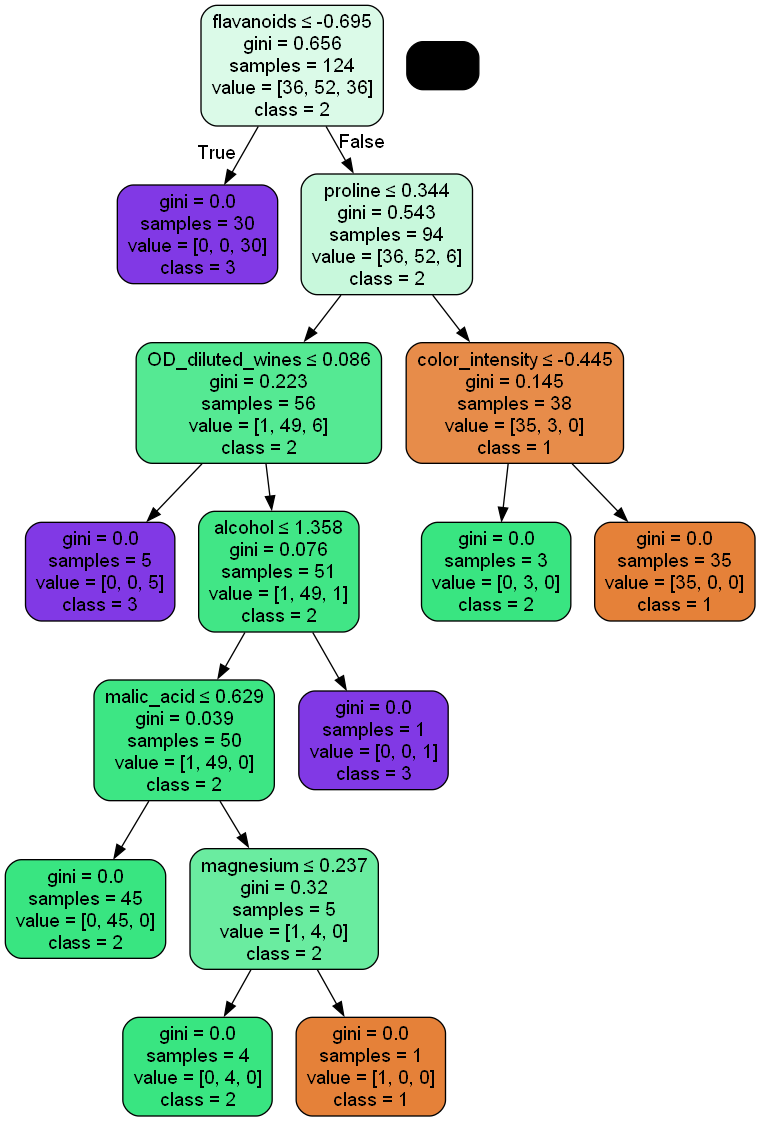 flavanoids ≤ -0.695
gini = 0.656
samples = 124
value = [36, 52, 36]
class = 2
True
False
gini = 0.0
samples = 30
value = [0, 0, 30]
class = 3
proline ≤ 0.344
gini = 0.543
samples = 94
value = [36, 52, 6]
class = 2
OD_diluted_wines ≤ 0.086
gini = 0.223
samples = 56
value = [1, 49, 6]
class = 2
color_intensity ≤ -0.445
gini = 0.145
samples = 38
value = [35, 3, 0]
class = 1
gini = 0.0
samples = 5
value = [0, 0, 5]
class = 3
alcohol ≤ 1.358
gini = 0.076
samples = 51
value = [1, 49, 1]
class = 2
gini = 0.0
samples = 3
value = [0, 3, 0]
class = 2
gini = 0.0
samples = 35
value = [35, 0, 0]
class = 1
malic_acid ≤ 0.629
gini = 0.039
samples = 50
value = [1, 49, 0]
class = 2
gini = 0.0
samples = 1
value = [0, 0, 1]
class = 3
gini = 0.0
samples = 45
value = [0, 45, 0]
class = 2
magnesium ≤ 0.237
gini = 0.32
samples = 5
value = [1, 4, 0]
class = 2
gini = 0.0
samples = 4
value = [0, 4, 0]
class = 2
gini = 0.0
samples = 1
value = [1, 0, 0]
class = 1